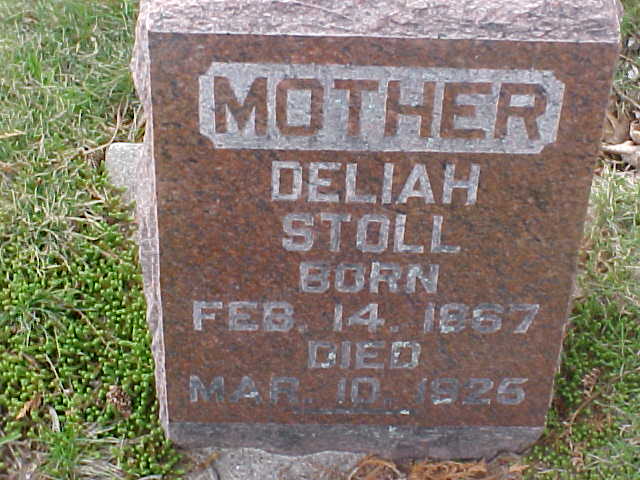 MOTHER
DELIAH
STOLL
BORN
FEB. 14. 1867
DIED
MAR. 10. 1925